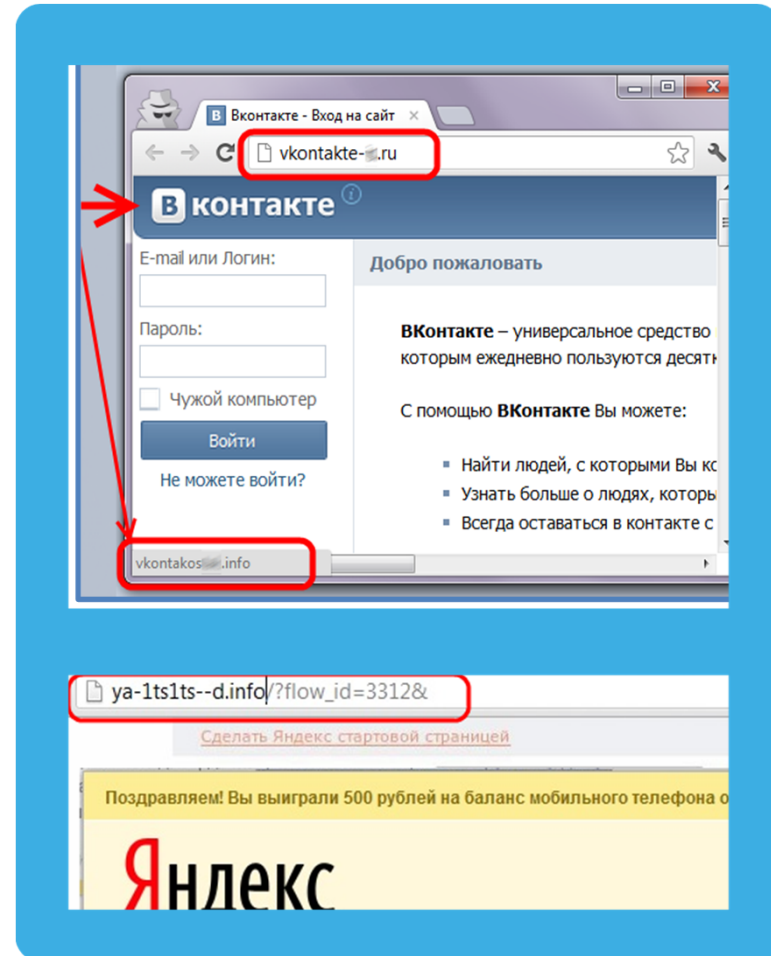 Вконтакте - Вход на сайт
vkontakte- .ru
В контакте
E-mail или Логин:
Пароль:
Чужой компьютер
Войти
Не можете войти?
Добро пожаловать
ВКонтакте – универсальное средство
которым ежедневно пользуются десятк
С помощью ВКонтакте Вы можете:
Найти людей, с которыми Вы ко
Узнать больше о людях, которы
Всегда оставаться в контакте с
vkontakos .info
ya-1ts1ts--d.info/?flow_id=3312&
Сделать Яндекс стартовой страницей
Поздравляем! Вы выиграли 500 рублей на баланс мобильного телефона о
Яндекс